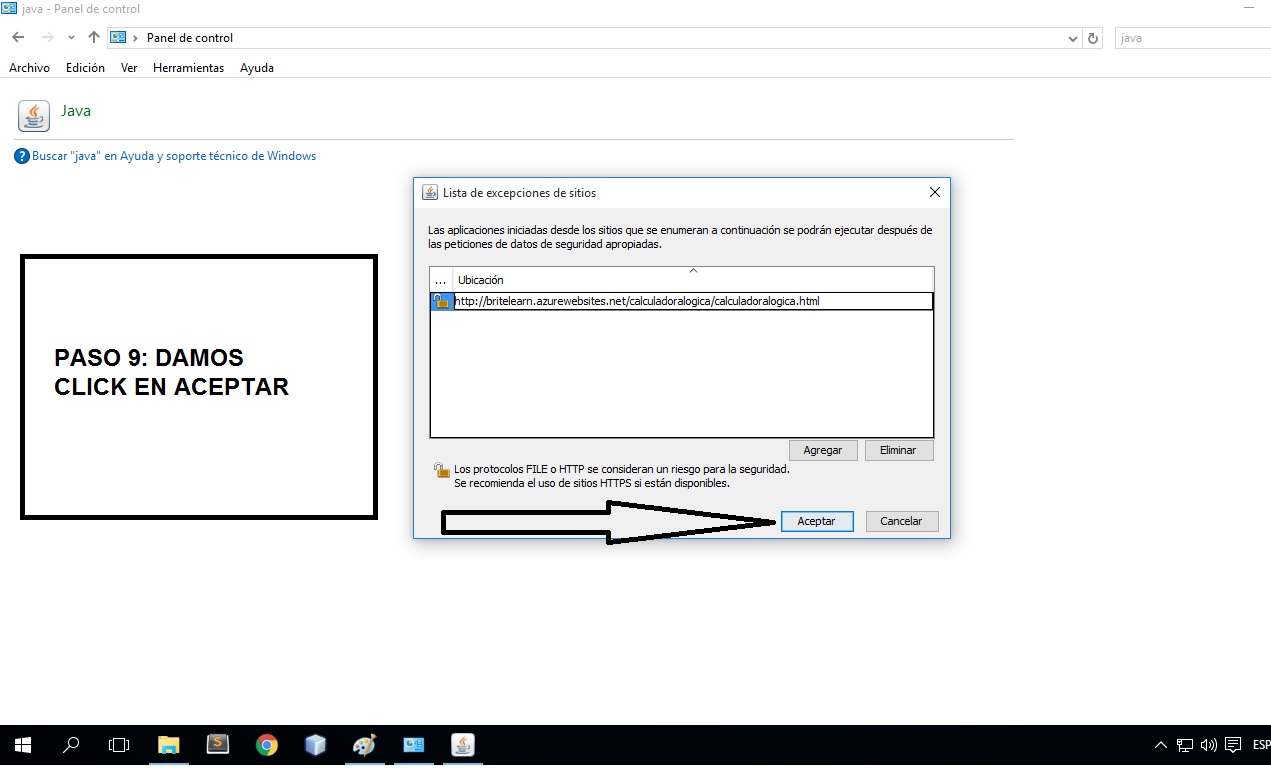 java - Panel de control
Panel de control
java
Archivo Edición Ver Herramientas Ayuda
Java
Buscar "java" en Ayuda y soporte técnico de Windows
PASO 9: DAMOS
CLICK EN ACEPTAR
Lista de excepciones de sitios
Las aplicaciones iniciadas desde los sitios que se enumeran a continuación se podrán ejecutar después de
las peticiones de datos de seguridad apropiadas.
... Ubicación
http://britelearn.azurewebsites.net/calculadoralogica/calculadoralogica.html
Agregar Eliminar
Los protocolos FILE o HTTP se consideran un riesgo para la seguridad.
Se recomienda el uso de sitios HTTPS si están disponibles.
Aceptar Cancelar
ESP